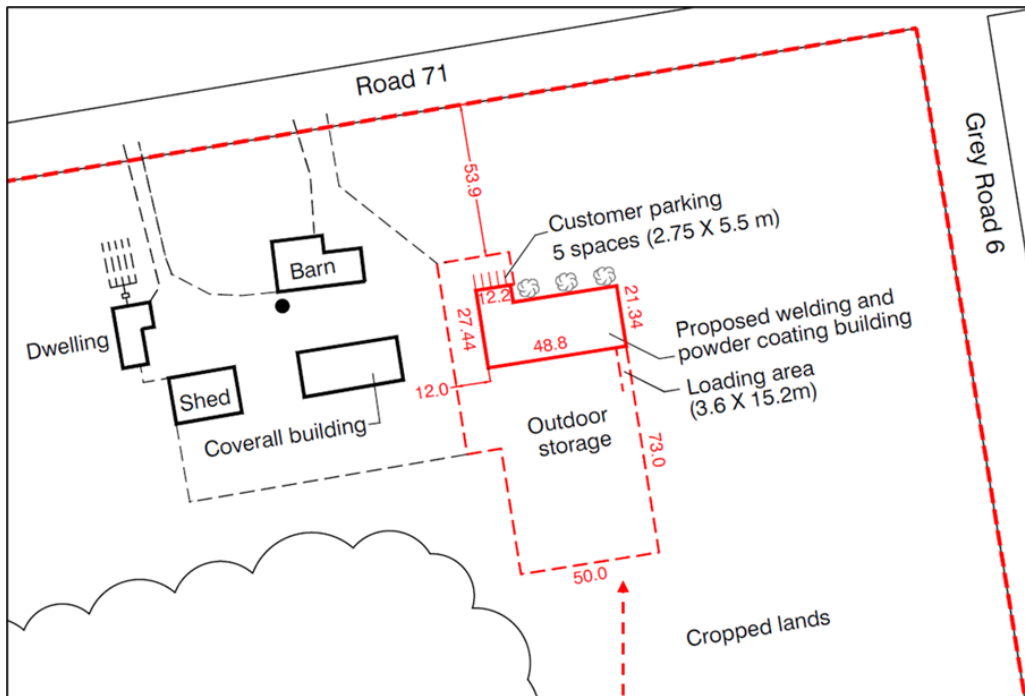 Road 71
Grey Road 6
53.9
Customer parking
5 spaces (2.75 X 5.5 m)
Barn
12.2
27.44
21.34
Proposed welding and
powder coating building
48.8
Dwelling
Loading area
(3.6 X 15.2m)
12.0
Shed
Coverall building
Outdoor
storage
73.0
50.0
Cropped lands